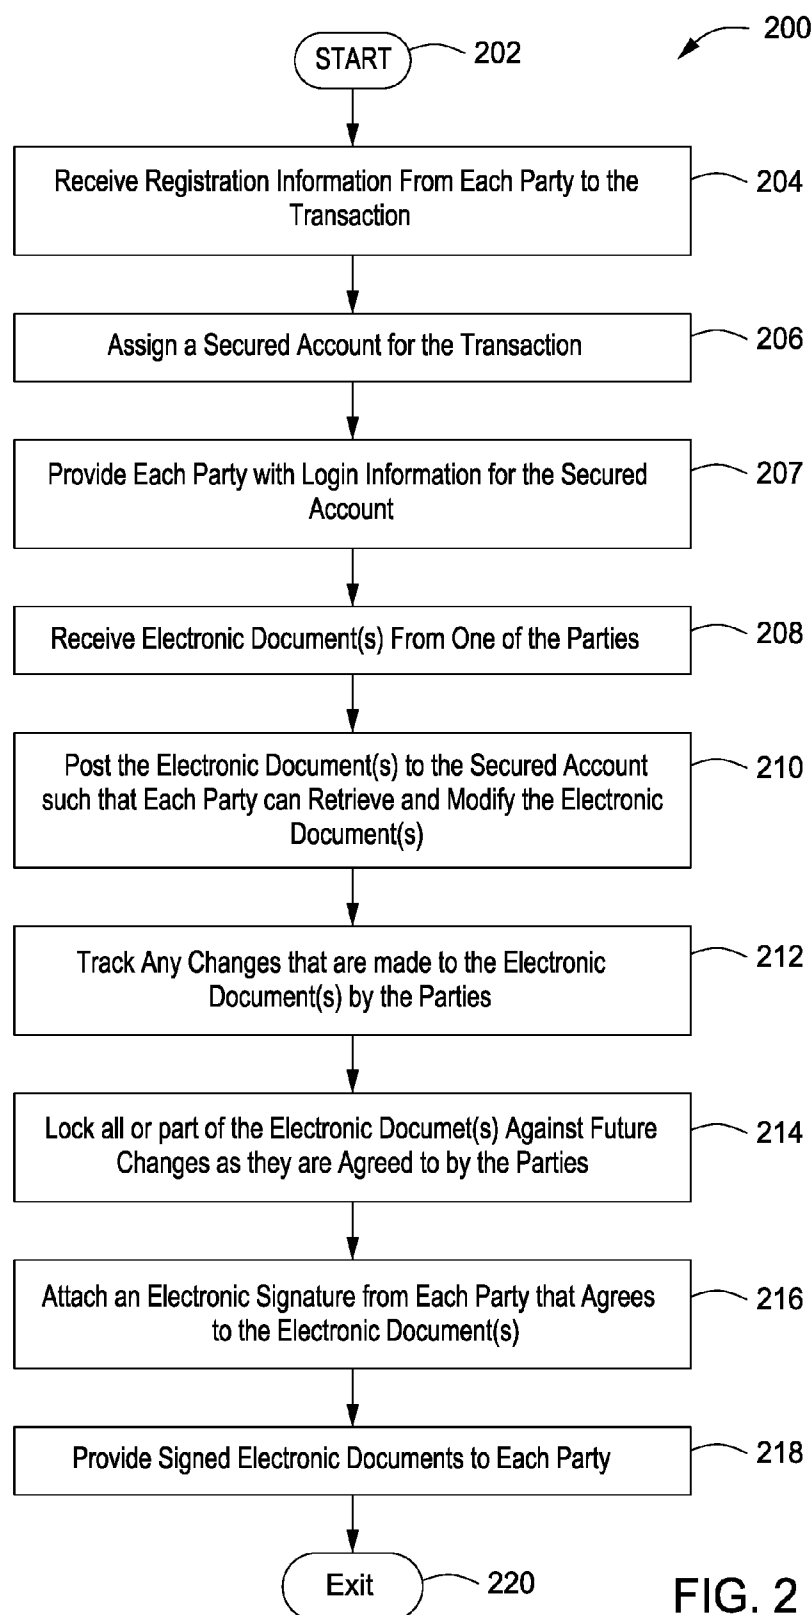 200
START
202
Receive Registration Information From Each Party to the
Transaction
204
Assign a Secured Account for the Transaction
206
Provide Each Party with Login Information for the Secured
Account
207
Receive Electronic Document(s) From One of the Parties
208
Post the Electronic Document(s) to the Secured Account
such that Each Party can Retrieve and Modify the Electronic
Document(s)
210
Track Any Changes that are made to the Electronic
Document(s) by the Parties
212
Lock all or part of the Electronic Documet(s) Against Future
Changes as they are Agreed to by the Parties
214
Attach an Electronic Signature from Each Party that Agrees
to the Electronic Document(s)
216
Provide Signed Electronic Documents to Each Party
218
Exit
220
FIG. 2